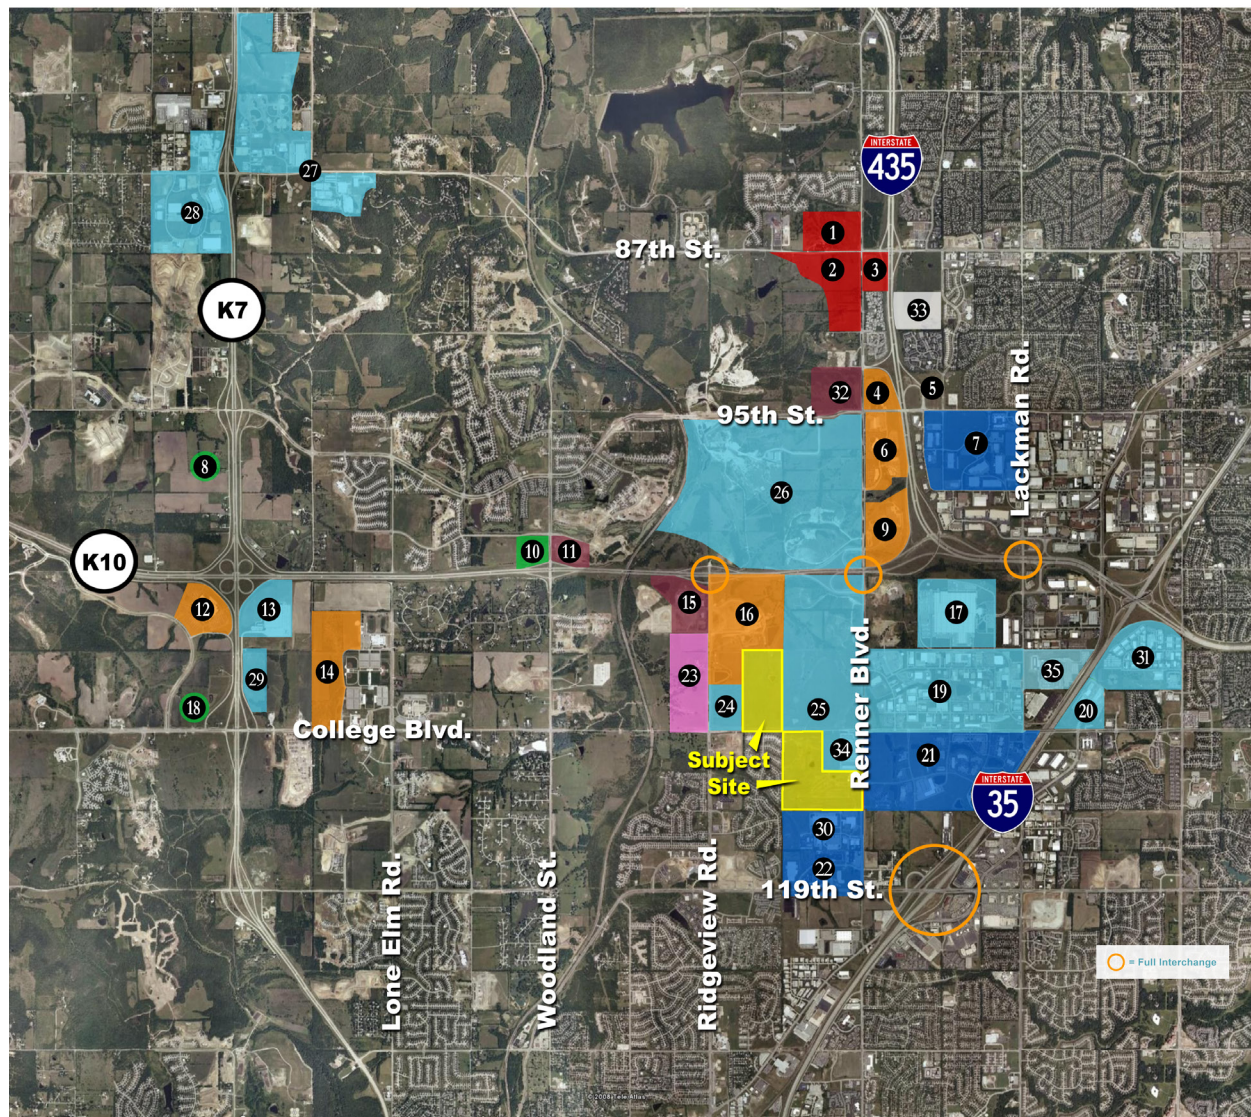 INTERSTATE
435
27
28
1
87th St.
2
3
K7
33
Lackman Rd.
32
4
5
95th St.
6
7
8
26
9
10
11
K10
12
13
15
16
17
14
23
Renner Blvd.
29
19
35
31
18
24
25
20
College Blvd.
34
21
Subject
Site
INTERSTATE
35
30
22
119th St.
Lone Elm Rd.
Woodland St.
Ridgeview Rd.
= Full Interchange
© 2008 Tele Atlas